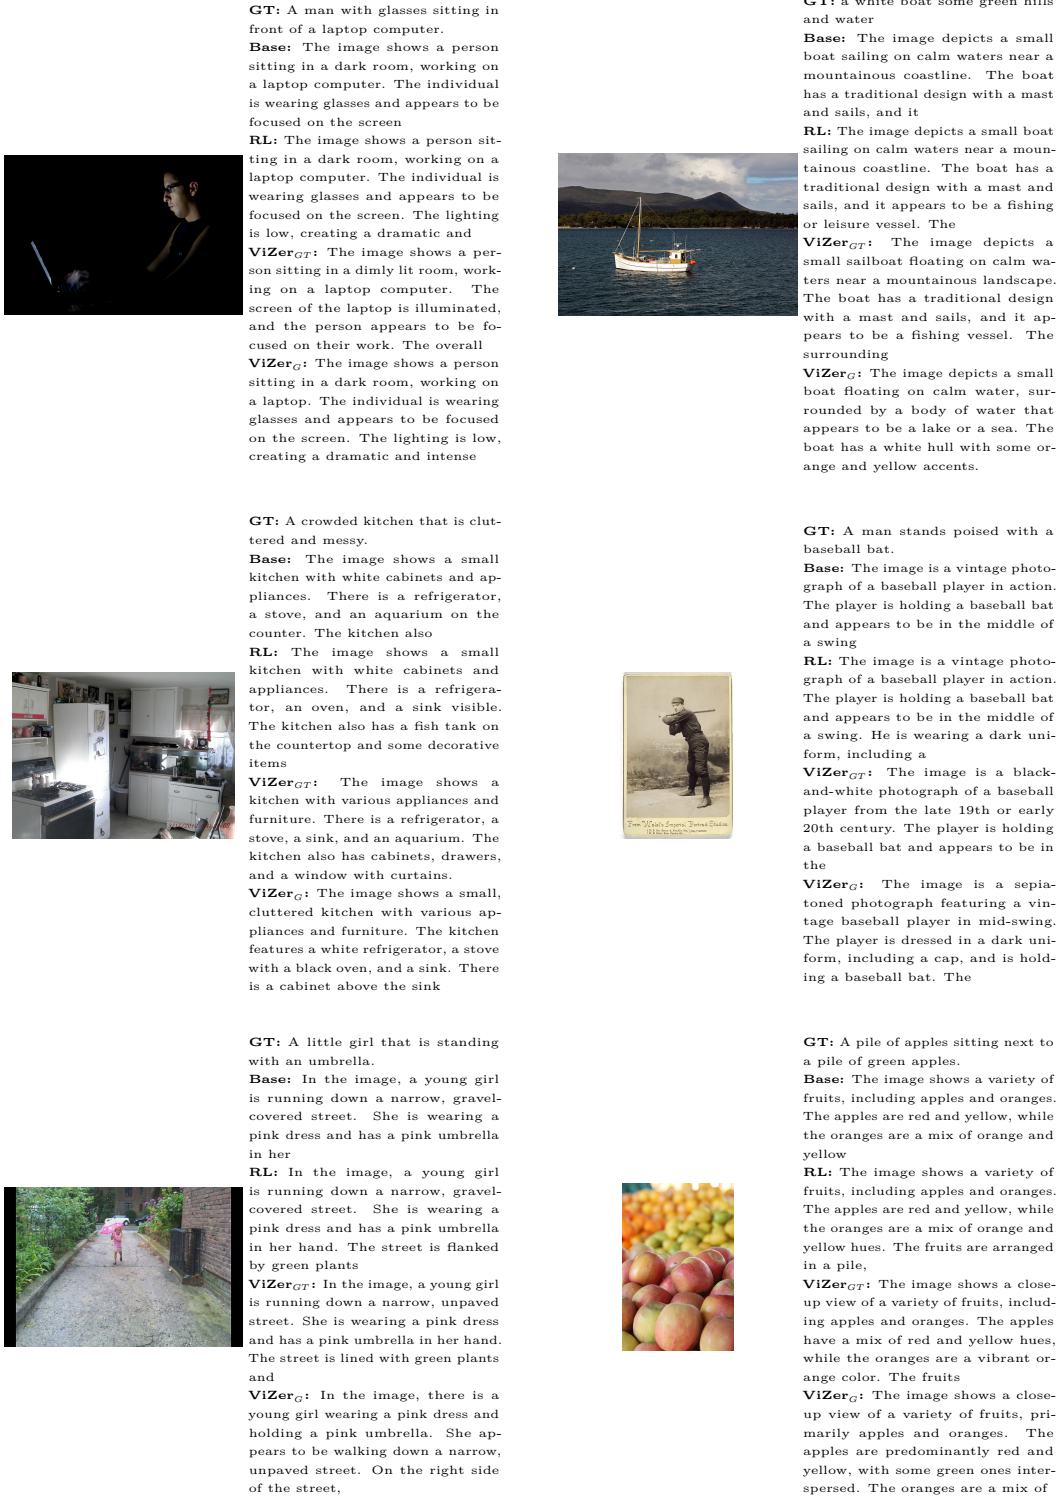 GT: A man with glasses sitting in
front of a laptop computer.
Base: The image shows a person
sitting in a dark room, working on
a laptop computer. The individual
is wearing glasses and appears to be
focused on the screen
RL: The image shows a person sit-
ting in a dark room, working on a
laptop computer. The individual is
wearing glasses and appears to be
focused on the screen. The lighting
is low, creating a dramatic and
ViZerGT: The image shows a per-
son sitting in a dimly lit room, work-
ing on a laptop computer. The
screen of the laptop is illuminated,
and the person appears to be fo-
cused on their work. The overall
ViZerG: The image shows a person
sitting in a dark room, working on
a laptop. The individual is wearing
glasses and appears to be focused
on the screen. The lighting is low,
creating a dramatic and intense
GT: a white boat some green hills
and water
Base: The image depicts a small
boat sailing on calm waters near a
mountainous coastline. The boat
has a traditional design with a mast
and sails, and it
RL: The image depicts a small boat
sailing on calm waters near a moun-
tainous coastline. The boat has a
traditional design with a mast and
sails, and it appears to be a fishing
or leisure vessel. The
ViZerGT: The image depicts a
small sailboat floating on calm wa-
ters near a mountainous landscape.
The boat has a traditional design
with a mast and sails, and it ap-
pears to be a fishing vessel. The
surrounding
ViZerG: The image depicts a small
boat floating on calm water, sur-
rounded by a body of water that
appears to be a lake or a sea. The
boat has a white hull with some or-
ange and yellow accents.
GT: A crowded kitchen that is clut-
tered and messy.
Base: The image shows a small
kitchen with white cabinets and ap-
pliances. There is a refrigerator,
a stove, and an aquarium on the
counter. The kitchen also
RL: The image shows a small
kitchen with white cabinets and
appliances. There is a refrigera-
tor, an oven, and a sink visible.
The kitchen also has a fish tank on
the countertop and some decorative
items
ViZerGT: The image shows a
kitchen with various appliances and
furniture. There is a refrigerator, a
stove, a sink, and an aquarium. The
kitchen also has cabinets, drawers,
and a window with curtains.
ViZerG: The image shows a small,
cluttered kitchen with various ap-
pliances and furniture. The kitchen
features a white refrigerator, a stove
with a black oven, and a sink. There
is a cabinet above the sink
GT: A man stands poised with a
baseball bat.
Base: The image is a vintage photo-
graph of a baseball player in action.
The player is holding a baseball bat
and appears to be in the middle of
a swing
RL: The image is a vintage photo-
graph of a baseball player in action.
The player is holding a baseball bat
and appears to be in the middle of
a swing. He is wearing a dark uni-
form, including a
ViZerGT: The image is a black-
and-white photograph of a baseball
player from the late 19th or early
20th century. The player is holding
a baseball bat and appears to be in
the
ViZerG: The image is a sepia-
toned photograph featuring a vin-
tage baseball player in mid-swing.
The player is dressed in a dark uni-
form, including a cap, and is hold-
ing a baseball bat. The
GT: A little girl that is standing
with an umbrella.
Base: In the image, a young girl
is running down a narrow, gravel-
covered street. She is wearing a
pink dress and has a pink umbrella
in her
RL: In the image, a young girl
is running down a narrow, gravel-
covered street. She is wearing a
pink dress and has a pink umbrella
in her hand. The street is flanked
by green plants
ViZerGT: In the image, a young girl
is running down a narrow, unpaved
street. She is wearing a pink dress
and has a pink umbrella in her hand.
The street is lined with green plants
and
ViZerG: In the image, there is a
young girl wearing a pink dress and
holding a pink umbrella. She ap-
pears to be walking down a narrow,
unpaved street. On the right side
of the street,
GT: A pile of apples sitting next to
a pile of green apples.
Base: The image shows a variety of
fruits, including apples and oranges.
The apples are red and yellow, while
the oranges are a mix of orange and
yellow
RL: The image shows a variety of
fruits, including apples and oranges.
The apples are red and yellow, while
the oranges are a mix of orange and
yellow hues. The fruits are arranged
in a pile,
ViZerGT: The image shows a close-
up view of a variety of fruits, includ-
ing apples and oranges. The apples
have a mix of red and yellow hues,
while the oranges are a vibrant or-
ange color. The fruits
ViZerG: The image shows a close-
up view of a variety of fruits, pri-
marily apples and oranges. The
apples are predominantly red and
yellow, with some green ones inter-
spersed. The oranges are a mix of